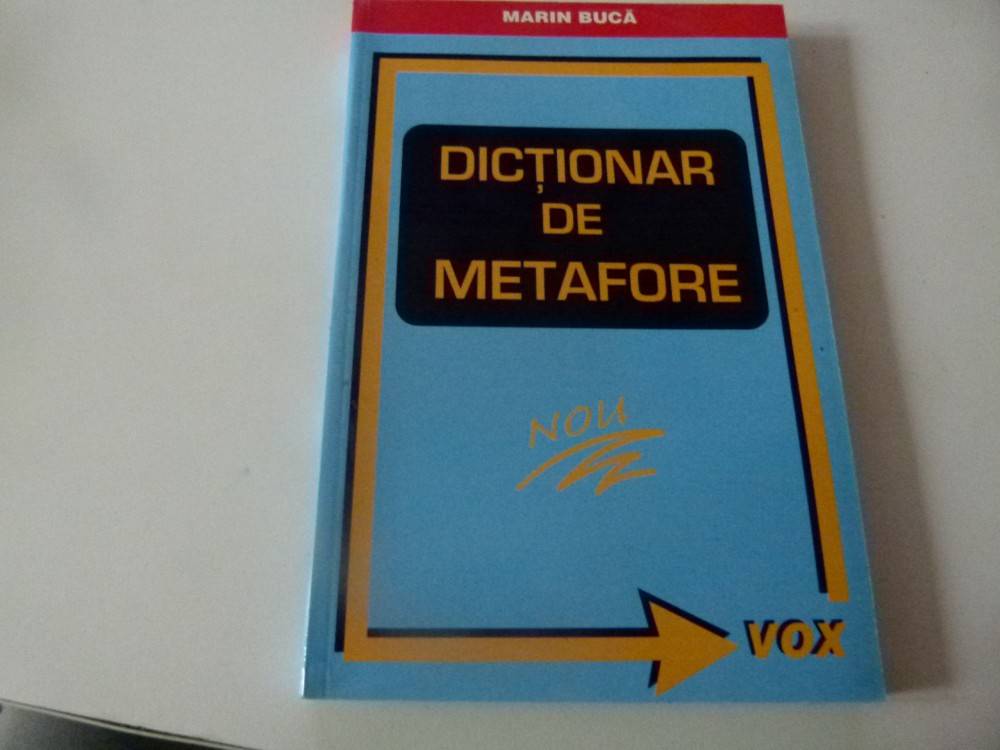 MARIN BUCĂ
DICȚIONAR
DE
METAFORE
NOU
VOX